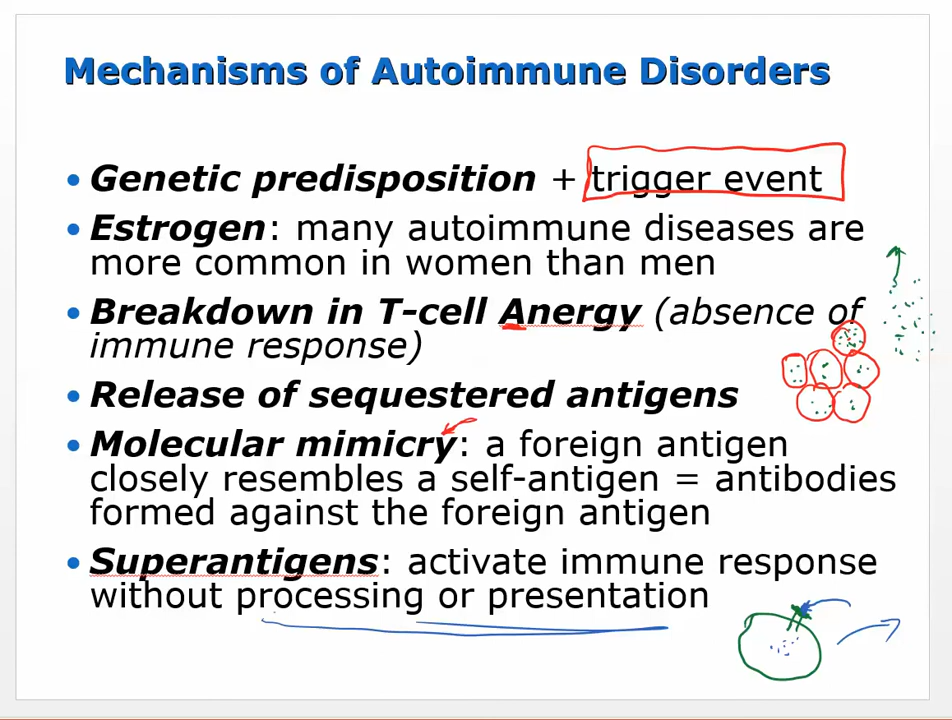 Mechanisms of Autoimmune Disorders
• Genetic predisposition + trigger event
• Estrogen: many autoimmune diseases are
more common in women than men
• Breakdown in T-cell Anergy (absence of
immune response)
• Release of sequestered antigens
• Molecular mimicry: a foreign antigen
closely resembles a self-antigen = antibodies
formed against the foreign antigen
• Superantigens: activate immune response
without processing or presentation